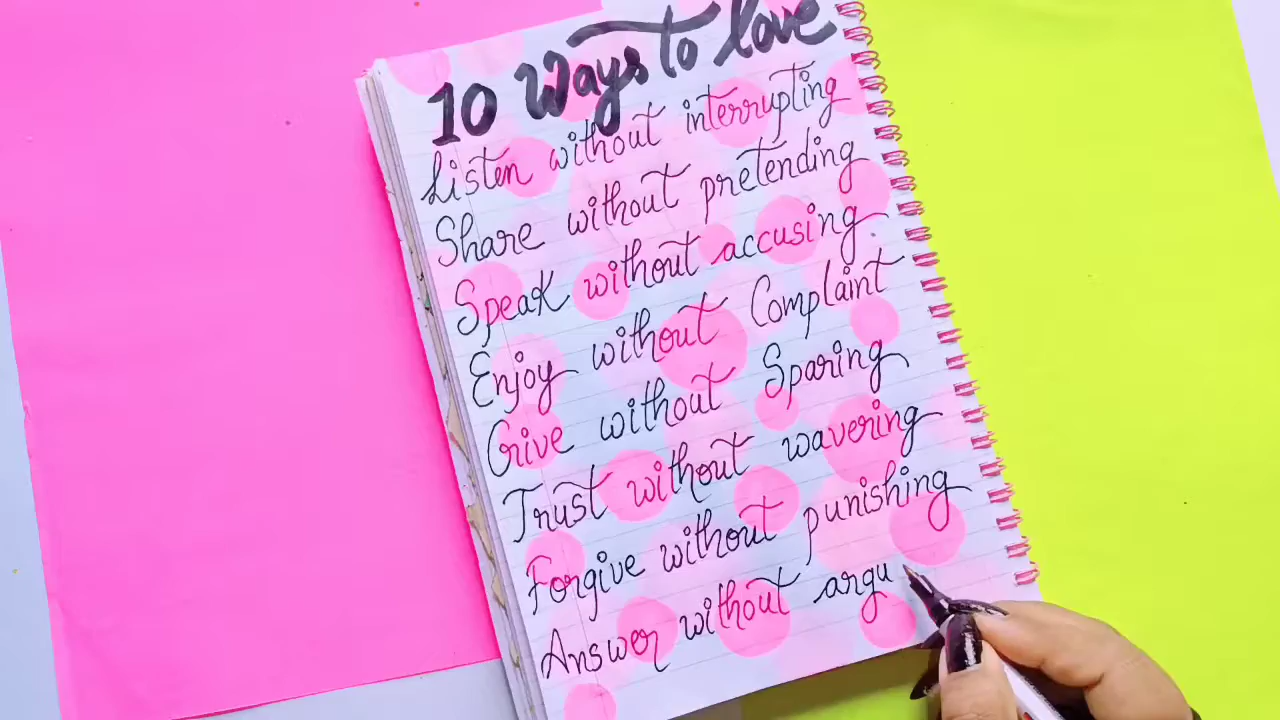 10 Ways to love
Listen without interrupting
Share without pretending
Speak without accusing
Enjoy without Complaint
Give without Sparing
Trust without wavering
Forgive without punishing
Answer without argu